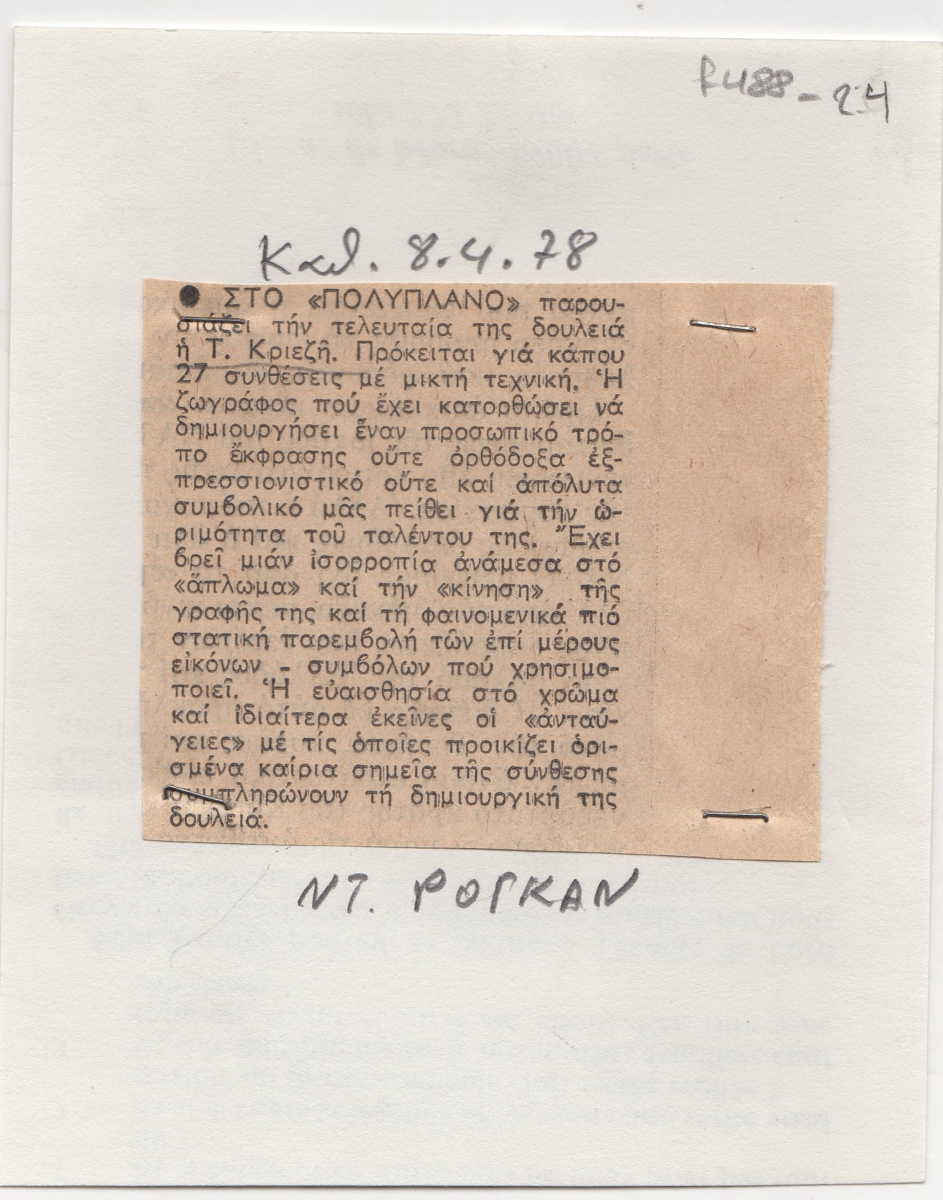 f488-24
Καθ. 8.4.78
● ΣΤΟ «ΠΟΛΥΠΛΑΝΟ» παρου-
σιάζει τήν τελευταία της δουλειά
ἡ Τ. Κριεζῆ. Πρόκειται γιά κάπου
27 συνθέσεις μέ μικτή τεχνική. Ἡ
ζωγράφος πού ἔχει κατορθώσει νά
δημιουργήσει ἕναν προσωπικό τρό-
πο ἔκφρασης οὔτε ὀρθόδοξα ἐξ-
πρεσσιονιστικό οὔτε καί ἀπόλυτα
συμβολικό μᾶς πείθει γιά τήν ὡ-
ριμότητα τοῦ ταλέντου της. Ἔχει
βρεῖ μιάν ἰσορροπία ἀνάμεσα στό
«ἅπλωμα» καί τήν «κίνηση» τῆς
γραφῆς της καί τή φαινομενικά πιό
στατική παρεμβολή τῶν ἐπί μέρους
εἰκόνων - συμβόλων πού χρησιμο-
ποιεῖ. Ἡ εὐαισθησία στό χρῶμα
καί ἰδιαίτερα ἐκεῖνες οἱ «ἀνταύ-
γειες» μέ τίς ὁποῖες προικίζει ὁρι-
σμένα καίρια σημεῖα τῆς σύνθεσης
συμπληρώνουν τή δημιουργική της
δουλειά.
ΝΤ. ΡΟΓΚΑΝ